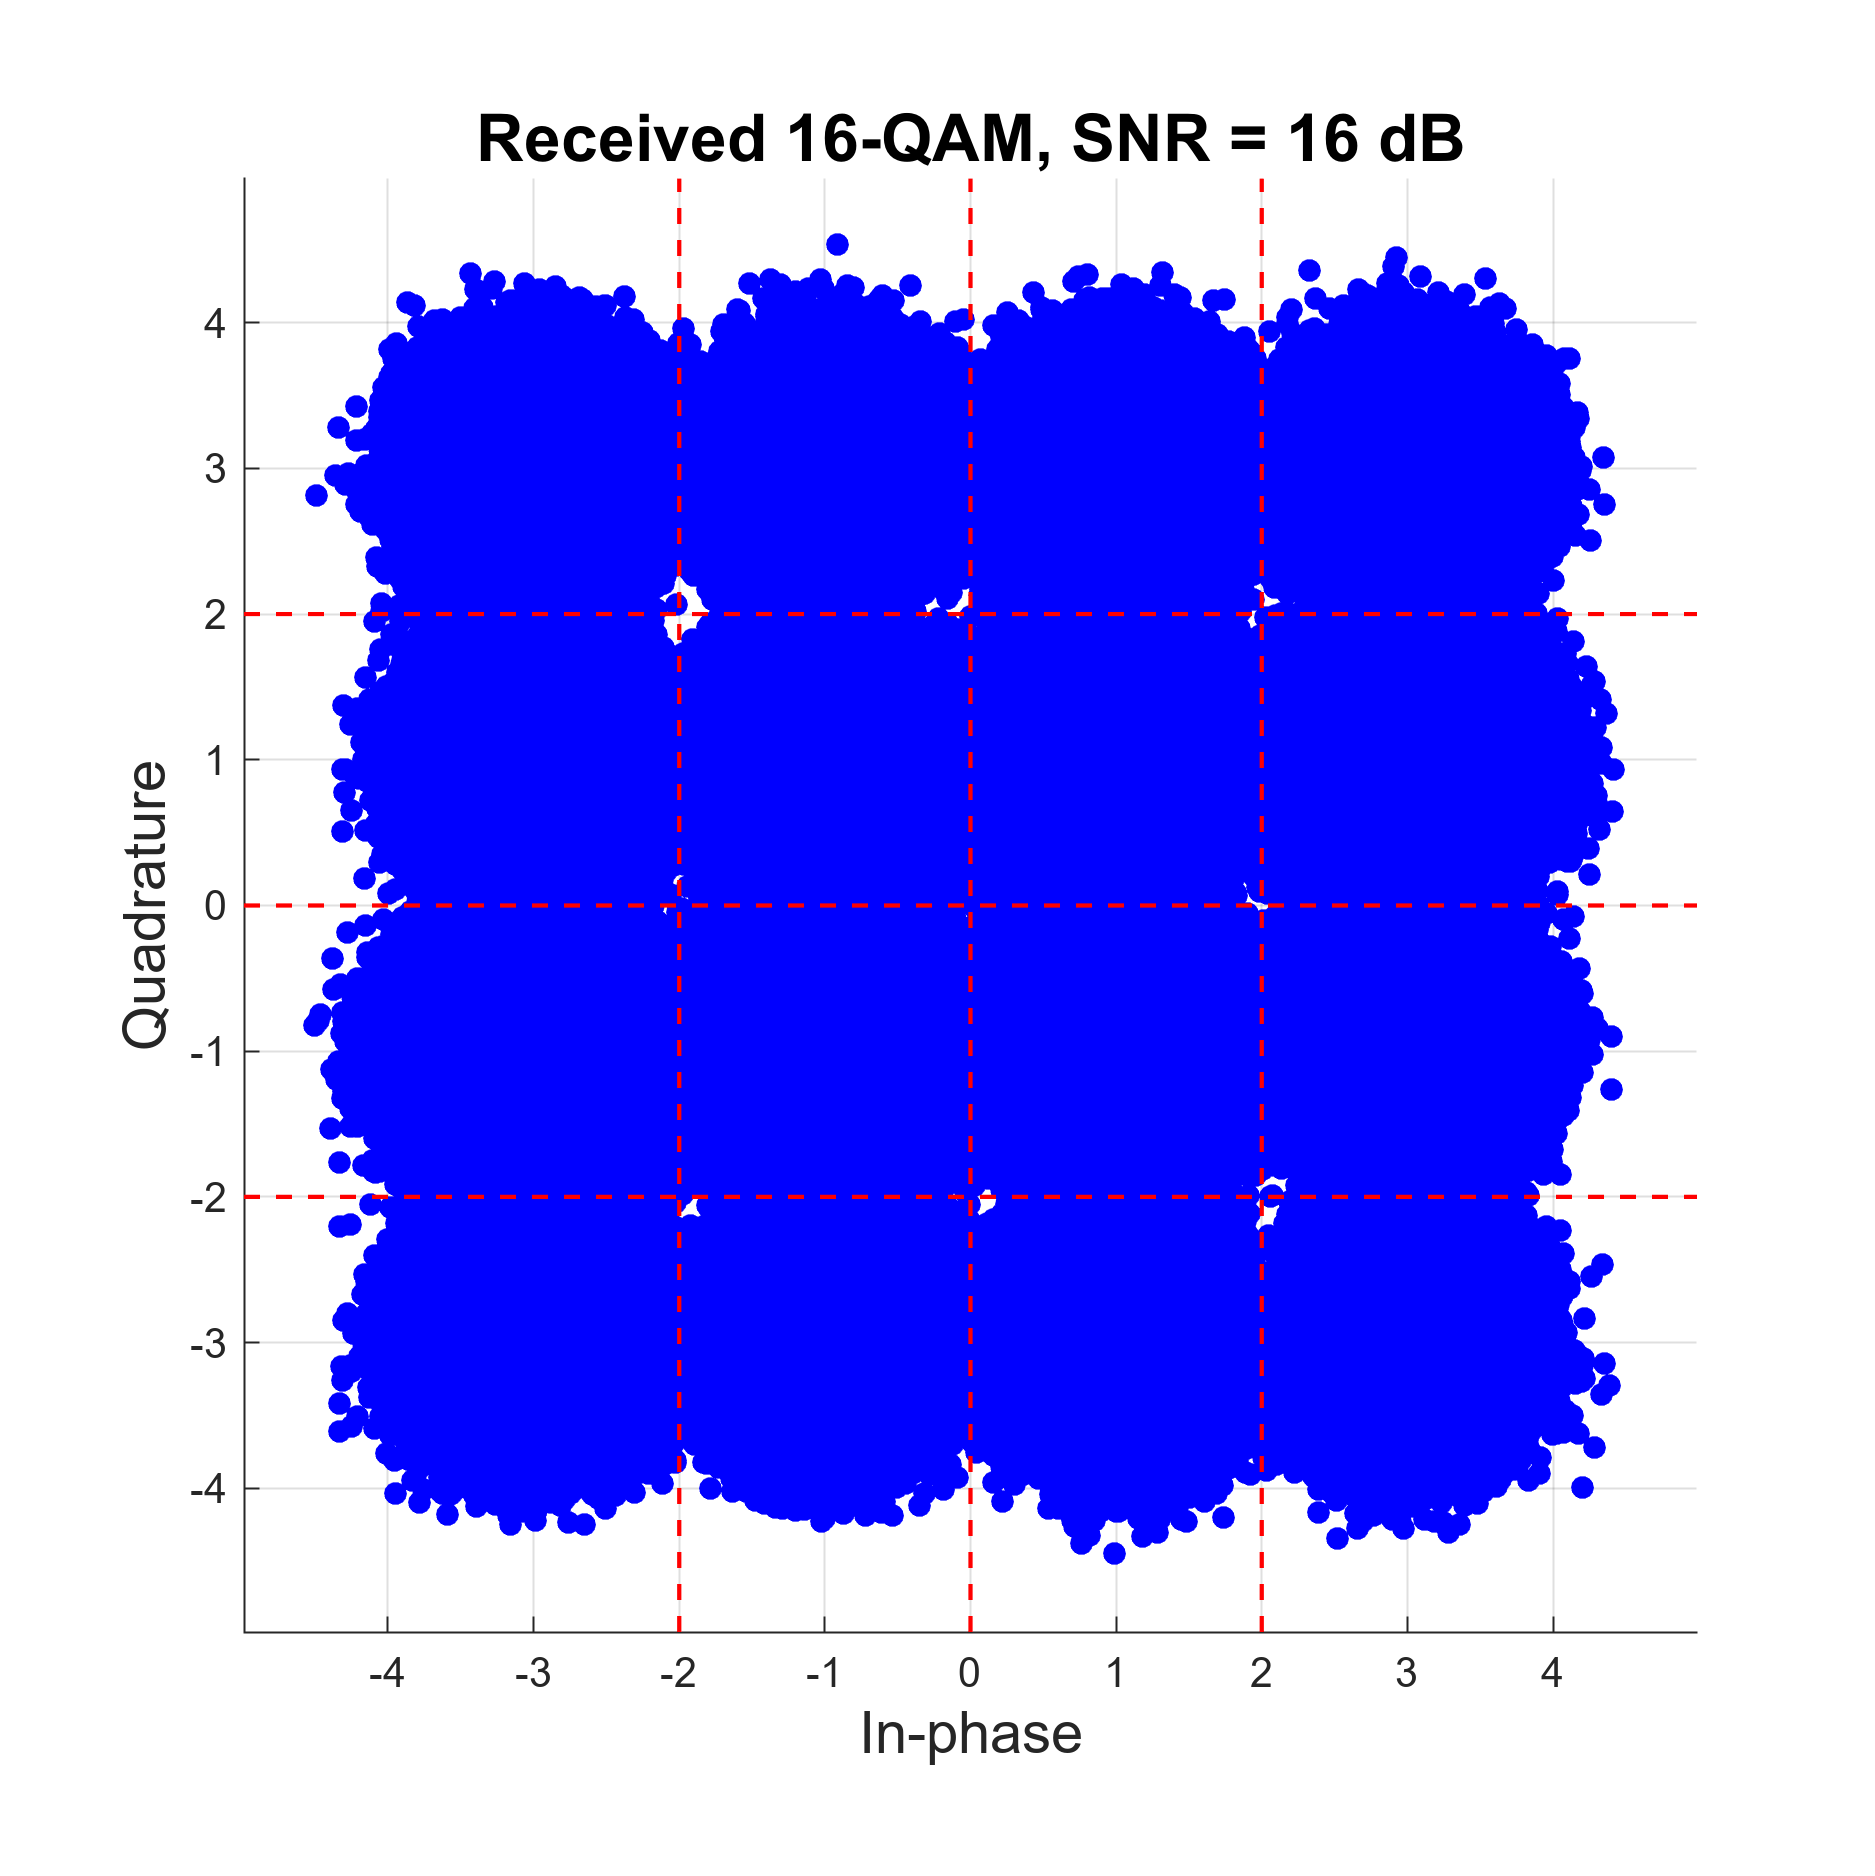 Received 16-QAM, SNR = 16 dB
4
3
2
1
0
-1
-2
-3
-4
Quadrature
-4 -3 -2 -1 0 1 2 3 4
In-phase